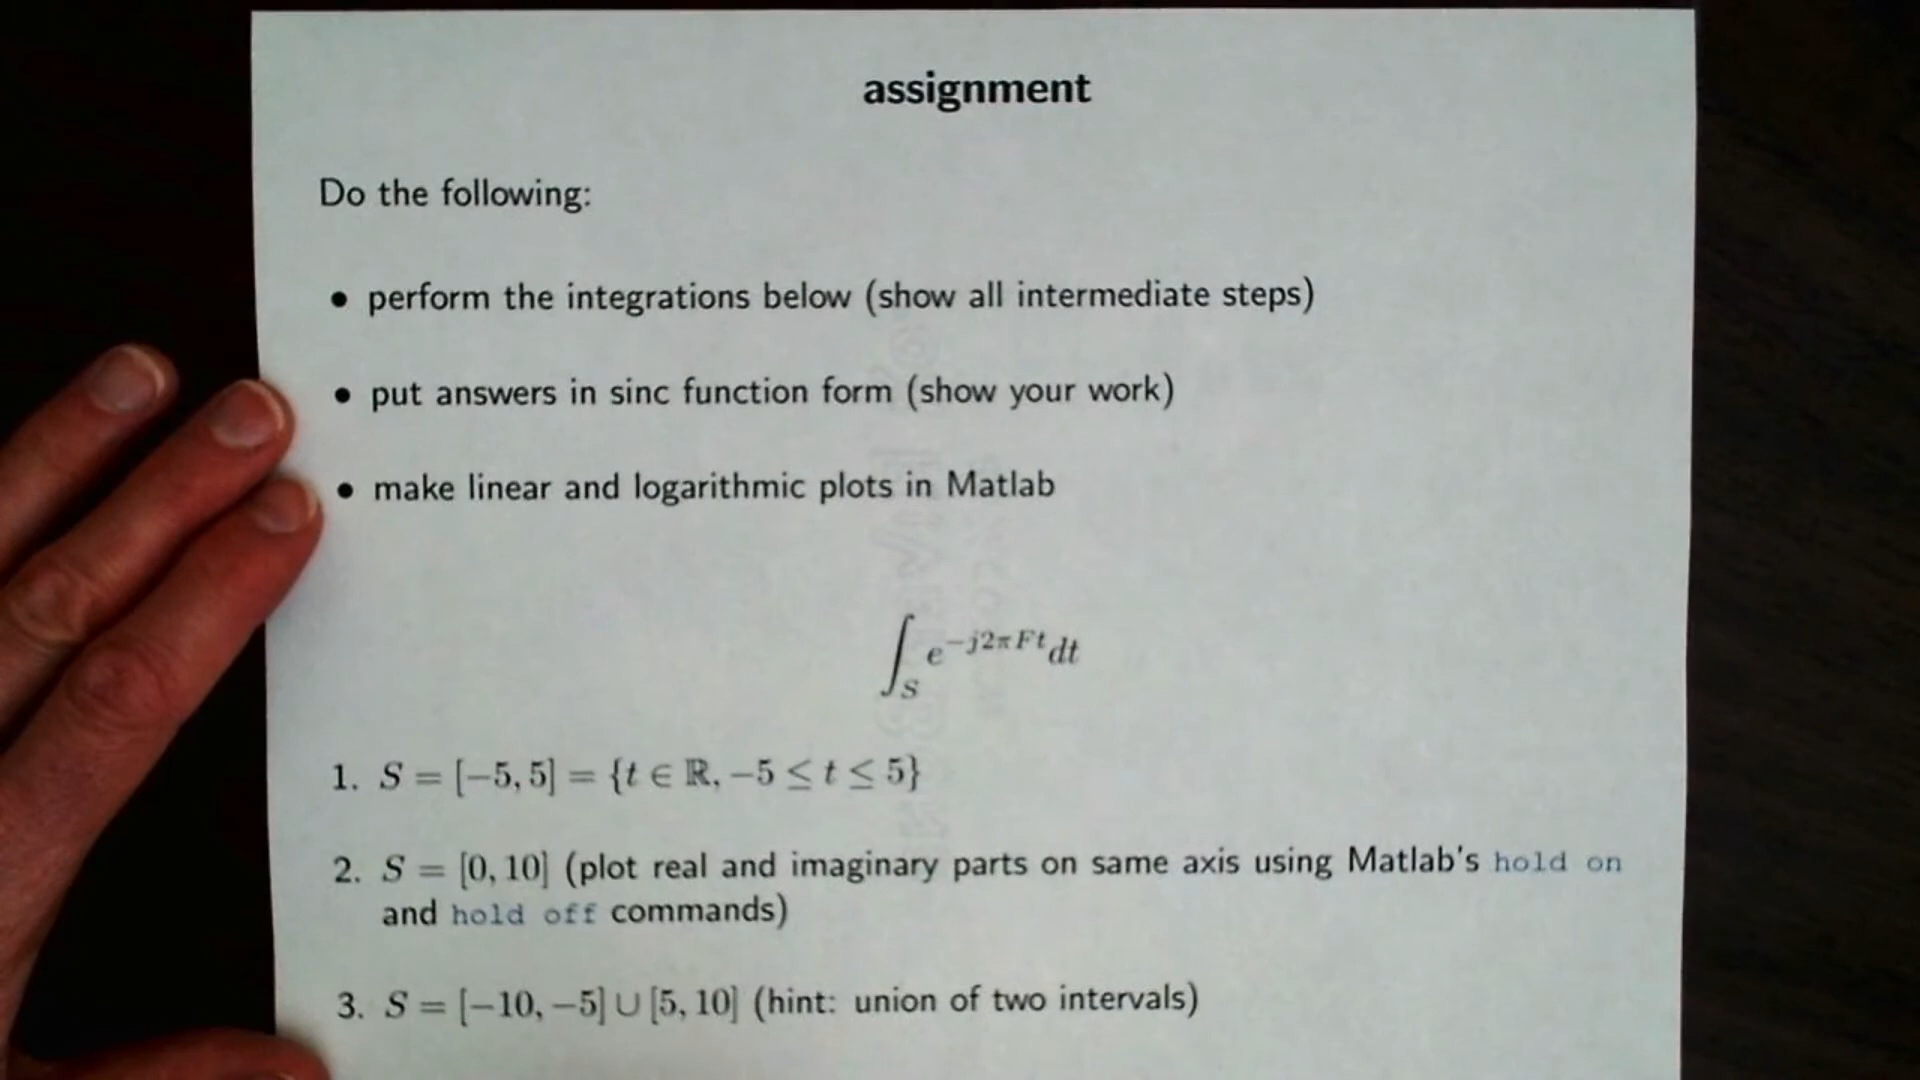 assignment
Do the following:
• perform the integrations below (show all intermediate steps)
• put answers in sinc function form (show your work)
• make linear and logarithmic plots in Matlab
∫_S e^{-j2πFt} dt
1. S = [−5, 5] = {t ∈ ℝ, −5 ≤ t ≤ 5}
2. S = [0, 10] (plot real and imaginary parts on same axis using Matlab's hold on
and hold off commands)
3. S = [−10, −5] ∪ [5, 10] (hint: union of two intervals)